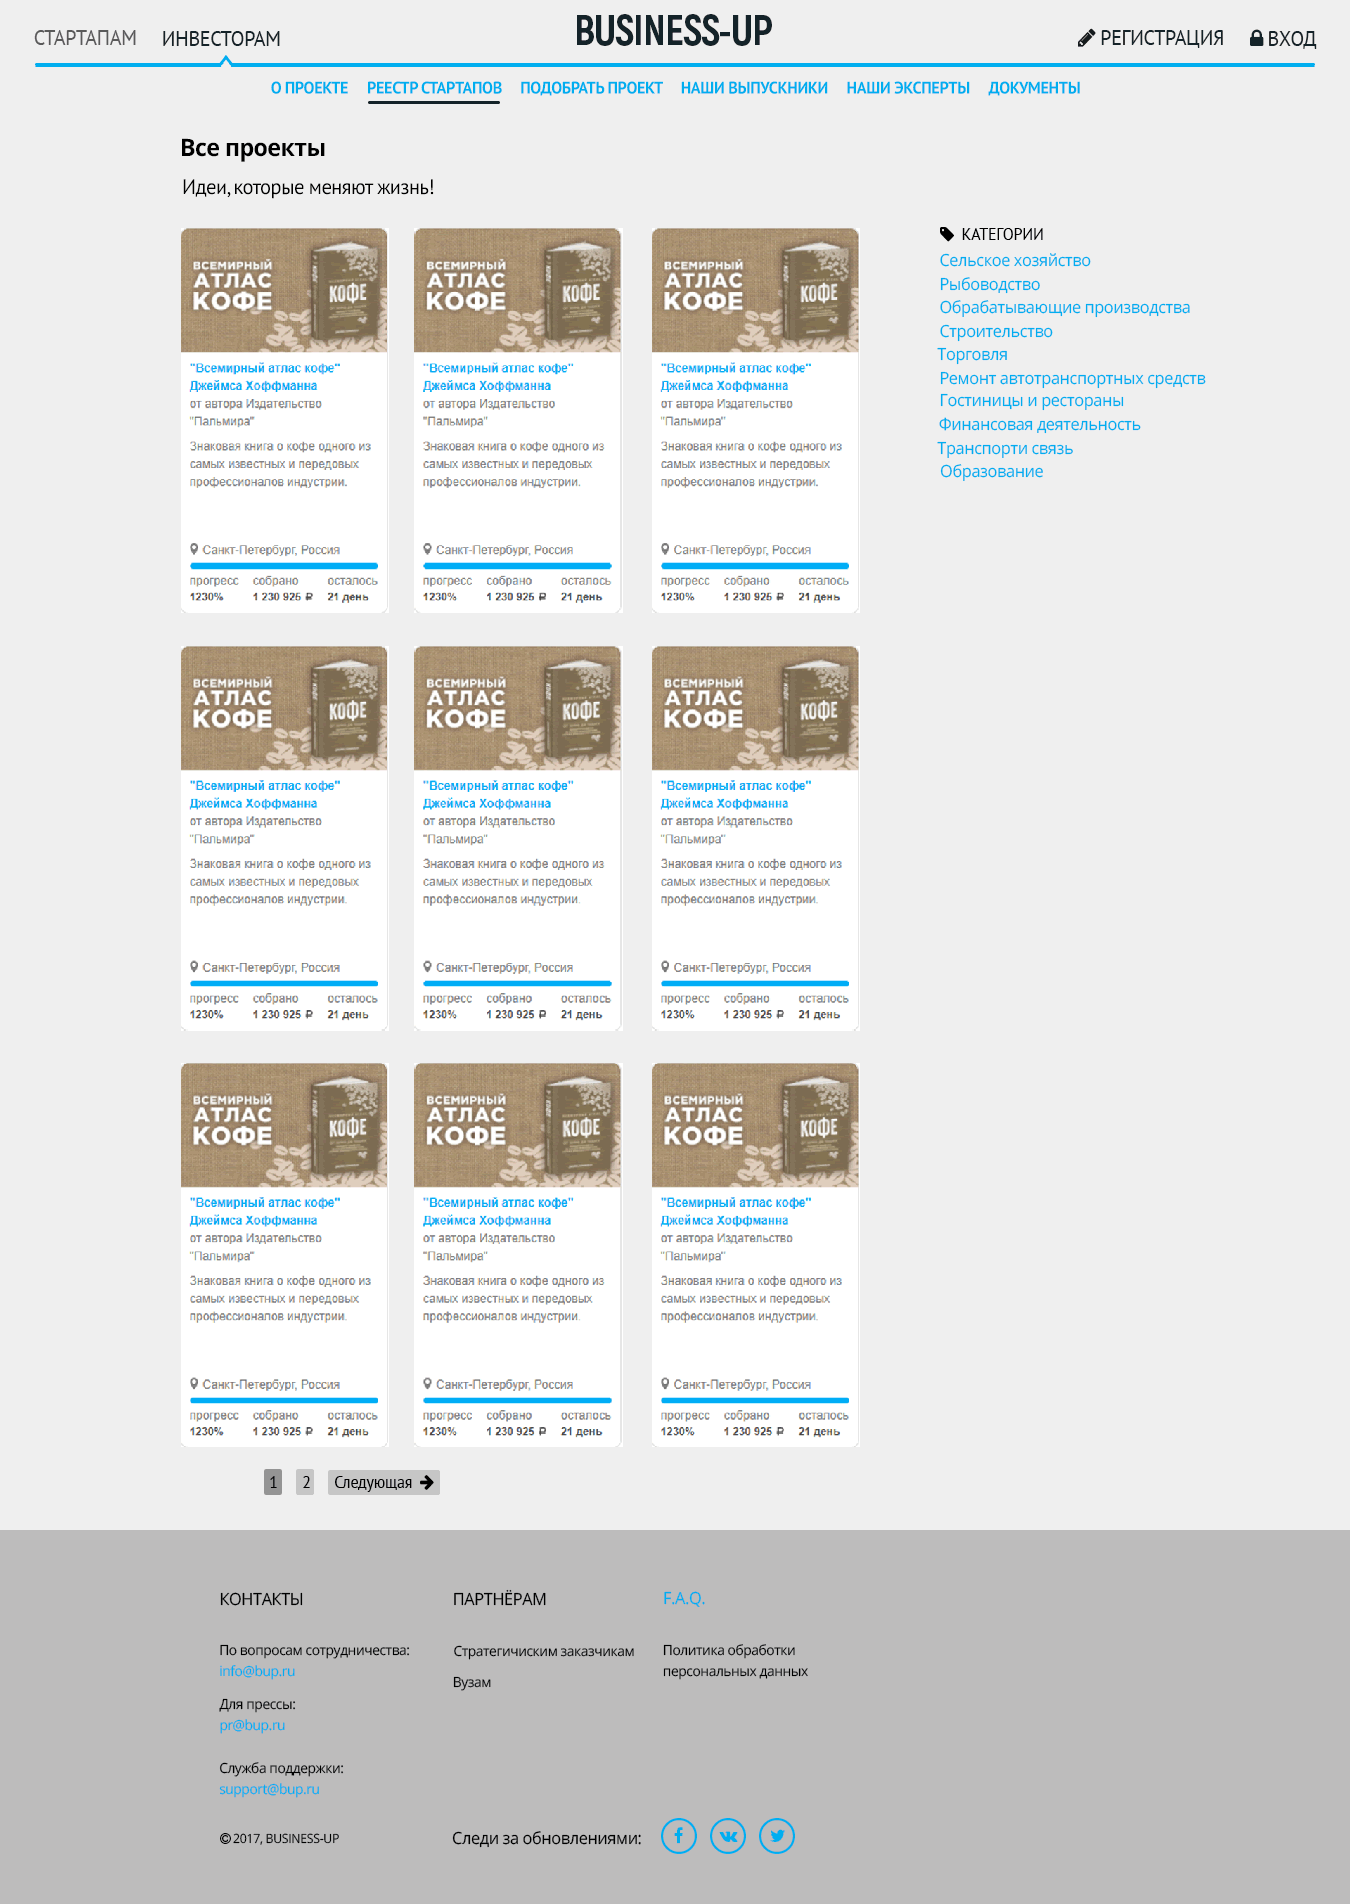 СТАРТАПАМ ИНВЕСТОРАМ BUSINESS-UP РЕГИСТРАЦИЯ ВХОД
О ПРОЕКТЕ РЕЕСТР СТАРТАПОВ ПОДОБРАТЬ ПРОЕКТ НАШИ ВЫПУСКНИКИ НАШИ ЭКСПЕРТЫ ДОКУМЕНТЫ
Все проекты
Идеи, которые меняют жизнь!
ВСЕМИРНЫЙ
АТЛАС
КОФЕ
КОФЕ
"Всемирный атлас кофе"
Джеймса Хоффманна
от автора Издательство
"Пальмира"
Знаковая книга о кофе одного из
самых известных и передовых
профессионалов индустрии.
Санкт-Петербург, Россия
прогресс собрано осталось
1230% 1 230 925 ₽ 21 день
ВСЕМИРНЫЙ
АТЛАС
КОФЕ
КОФЕ
"Всемирный атлас кофе"
Джеймса Хоффманна
от автора Издательство
"Пальмира"
Знаковая книга о кофе одного из
самых известных и передовых
профессионалов индустрии.
Санкт-Петербург, Россия
прогресс собрано осталось
1230% 1 230 925 ₽ 21 день
ВСЕМИРНЫЙ
АТЛАС
КОФЕ
КОФЕ
"Всемирный атлас кофе"
Джеймса Хоффманна
от автора Издательство
"Пальмира"
Знаковая книга о кофе одного из
самых известных и передовых
профессионалов индустрии.
Санкт-Петербург, Россия
прогресс собрано осталось
1230% 1 230 925 ₽ 21 день
КАТЕГОРИИ
Сельское хозяйство
Рыбоводство
Обрабатывающие производства
Строительство
Торговля
Ремонт автотранспортных средств
Гостиницы и рестораны
Финансовая деятельность
Транспорти связь
Образование
ВСЕМИРНЫЙ
АТЛАС
КОФЕ
КОФЕ
"Всемирный атлас кофе"
Джеймса Хоффманна
от автора Издательство
"Пальмира"
Знаковая книга о кофе одного из
самых известных и передовых
профессионалов индустрии.
Санкт-Петербург, Россия
прогресс собрано осталось
1230% 1 230 925 ₽ 21 день
ВСЕМИРНЫЙ
АТЛАС
КОФЕ
КОФЕ
"Всемирный атлас кофе"
Джеймса Хоффманна
от автора Издательство
"Пальмира"
Знаковая книга о кофе одного из
самых известных и передовых
профессионалов индустрии.
Санкт-Петербург, Россия
прогресс собрано осталось
1230% 1 230 925 ₽ 21 день
ВСЕМИРНЫЙ
АТЛАС
КОФЕ
КОФЕ
"Всемирный атлас кофе"
Джеймса Хоффманна
от автора Издательство
"Пальмира"
Знаковая книга о кофе одного из
самых известных и передовых
профессионалов индустрии.
Санкт-Петербург, Россия
прогресс собрано осталось
1230% 1 230 925 ₽ 21 день
ВСЕМИРНЫЙ
АТЛАС
КОФЕ
КОФЕ
"Всемирный атлас кофе"
Джеймса Хоффманна
от автора Издательство
"Пальмира"
Знаковая книга о кофе одного из
самых известных и передовых
профессионалов индустрии.
Санкт-Петербург, Россия
прогресс собрано осталось
1230% 1 230 925 ₽ 21 день
ВСЕМИРНЫЙ
АТЛАС
КОФЕ
КОФЕ
"Всемирный атлас кофе"
Джеймса Хоффманна
от автора Издательство
"Пальмира"
Знаковая книга о кофе одного из
самых известных и передовых
профессионалов индустрии.
Санкт-Петербург, Россия
прогресс собрано осталось
1230% 1 230 925 ₽ 21 день
ВСЕМИРНЫЙ
АТЛАС
КОФЕ
КОФЕ
"Всемирный атлас кофе"
Джеймса Хоффманна
от автора Издательство
"Пальмира"
Знаковая книга о кофе одного из
самых известных и передовых
профессионалов индустрии.
Санкт-Петербург, Россия
прогресс собрано осталось
1230% 1 230 925 ₽ 21 день
1 2 Следующая
КОНТАКТЫ
По вопросам сотрудничества:
info@bup.ru
Для прессы:
pr@bup.ru
Служба поддержки:
support@bup.ru
© 2017, BUSINESS-UP
ПАРТНЁРАМ
Стратегичиским заказчикам
Вузам
F.A.Q.
Политика обработки
персональных данных
Следи за обновлениями: